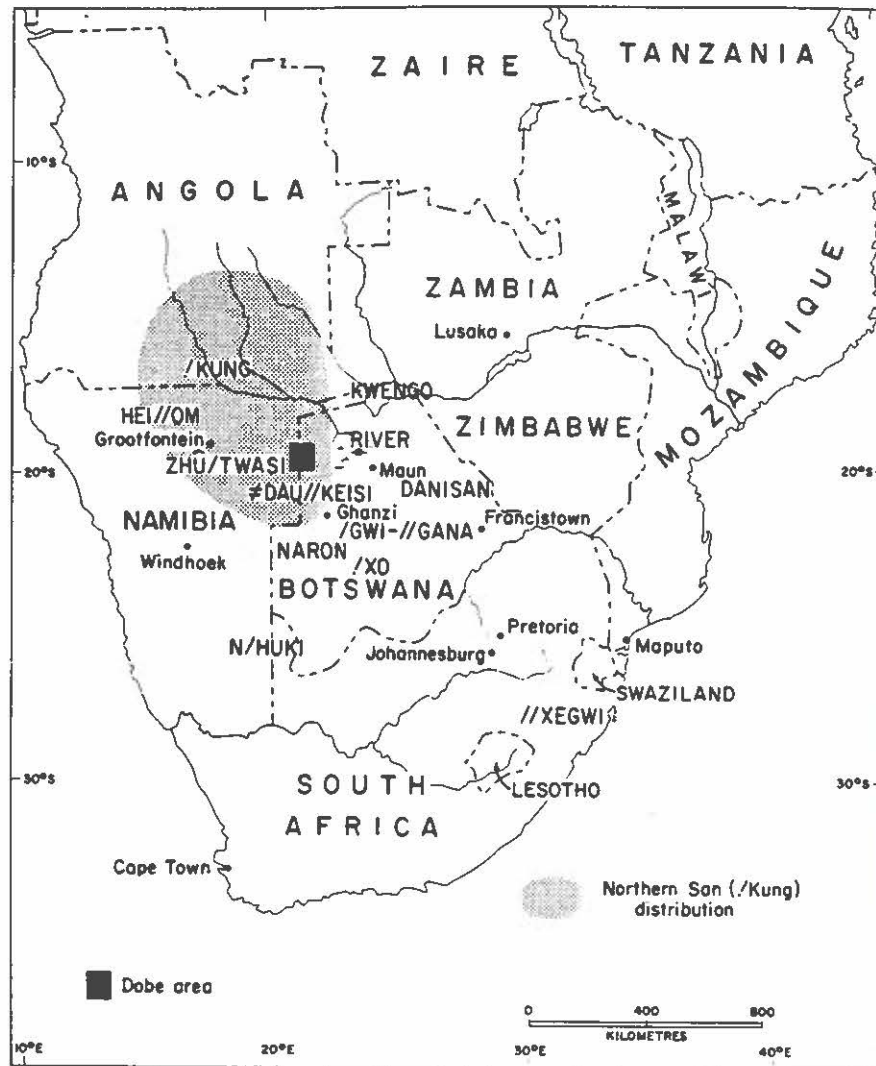 ZAIRE
TANZANIA
10°S
ANGOLA
MALAWI
ZAMBIA
Lusaka
MOZAMBIQUE
/KUNG
KWENGO
HEI//OM
Grootfontein
ZIMBABWE
RIVER
ZHU/TWASI
20°S
20°S
Maun
≠DAU//KEISI
DANISAN
Ghanzi
NAMIBIA
/GWI-//GANA
Francistown
Windhoek
NARON
/XO
BOTSWANA
N/HUKI
Pretoria
Johannesburg
Maputo
SWAZILAND
//XEGWI
30°S
30°S
SOUTH
AFRICA
LESOTHO
Cape Town
Northern San (./Kung)
distribution
Dobe area
0 400 800
KILOMETRES
10°E
20°E
30°E
40°E